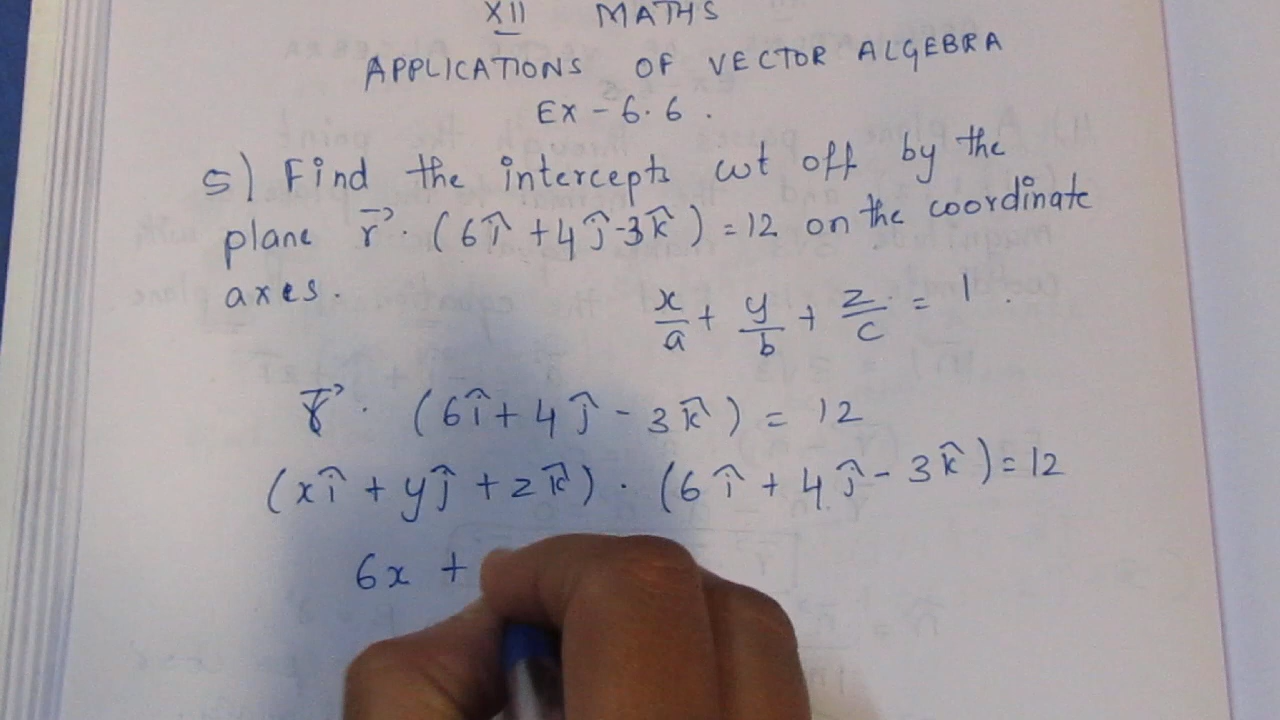 XII MATHS
APPLICATIONS OF VECTOR ALGEBRA
EX - 6.6.
5) Find the intercepts cut off by the
plane r⃗ · (6î + 4ĵ - 3k̂) = 12 on the coordinate
axes.
x/a + y/b + z/c = 1.
r⃗ · (6î + 4ĵ - 3k̂) = 12
(xî + yĵ + zk̂) · (6î + 4ĵ - 3k̂) = 12
6x +